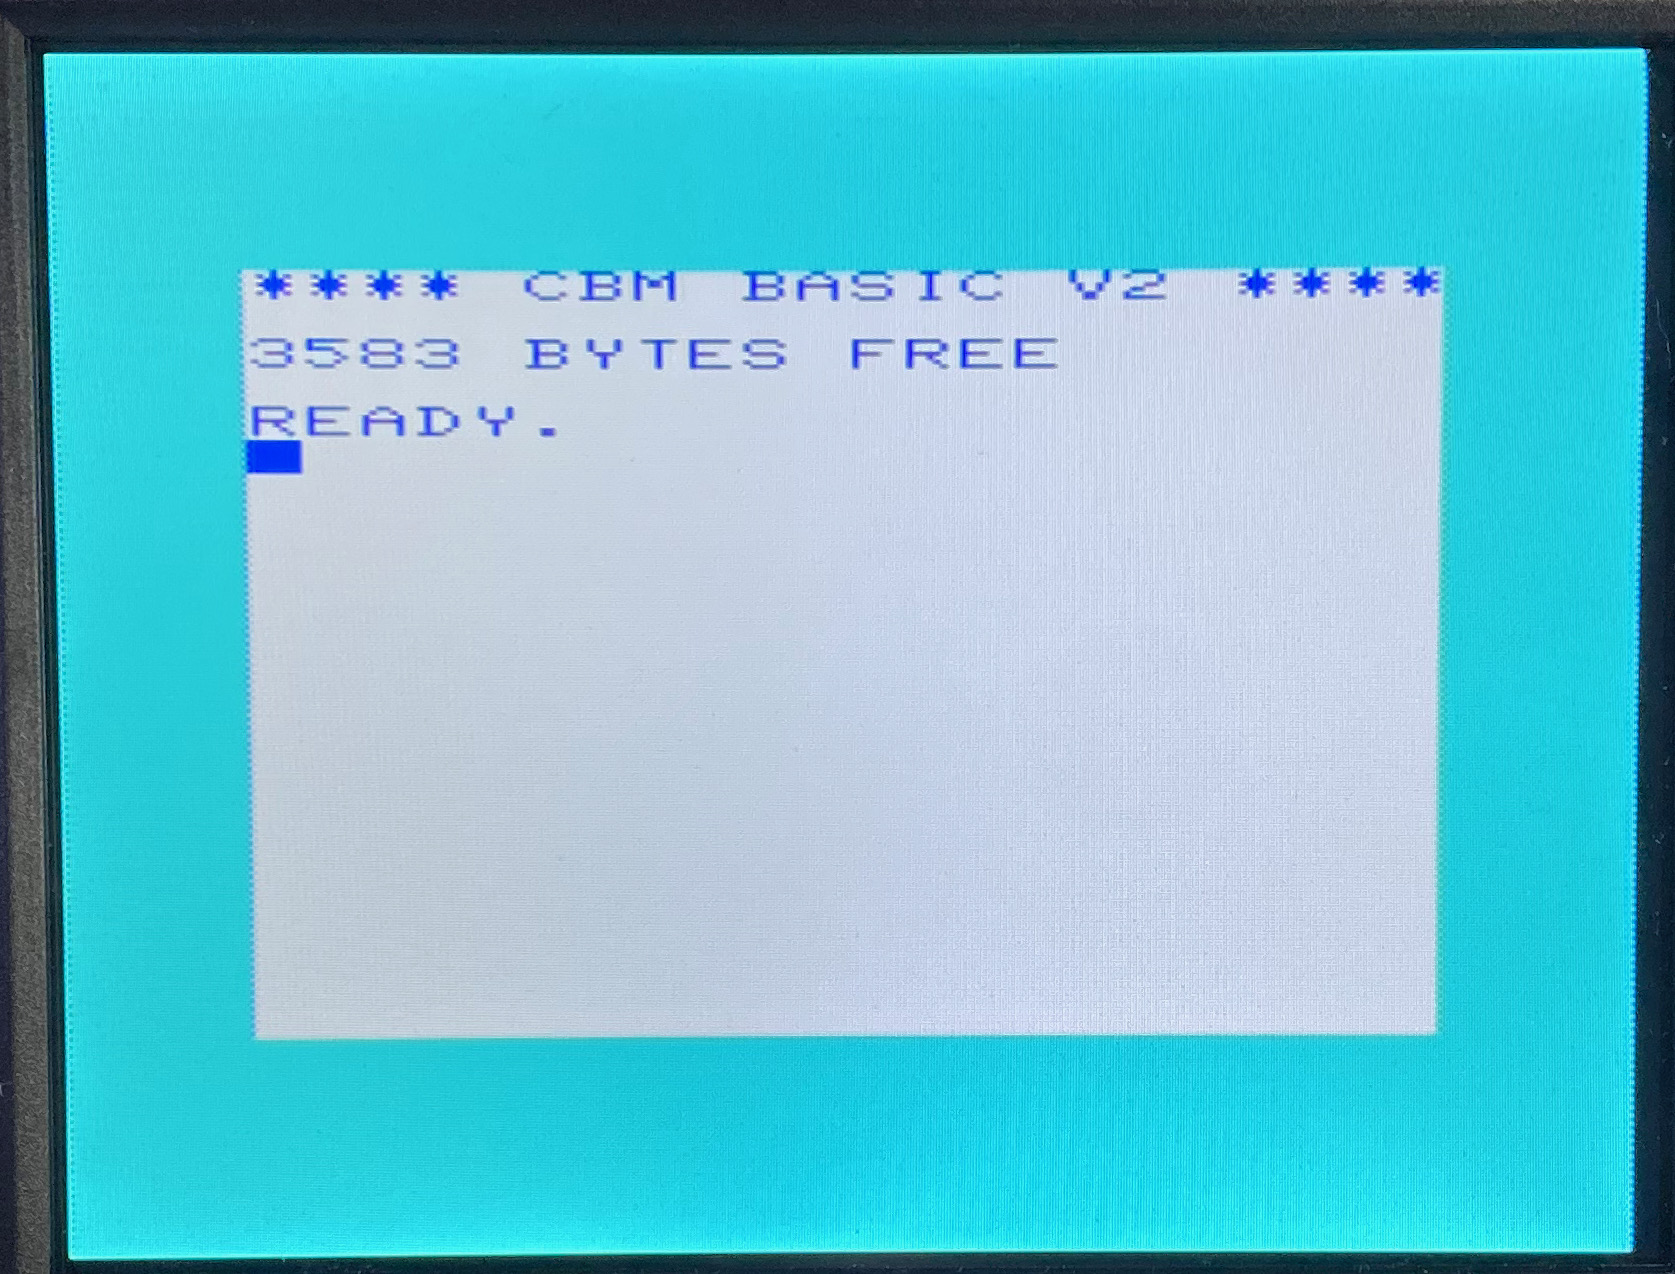 **** CBM BASIC V2 ****
3583 BYTES FREE
READY.